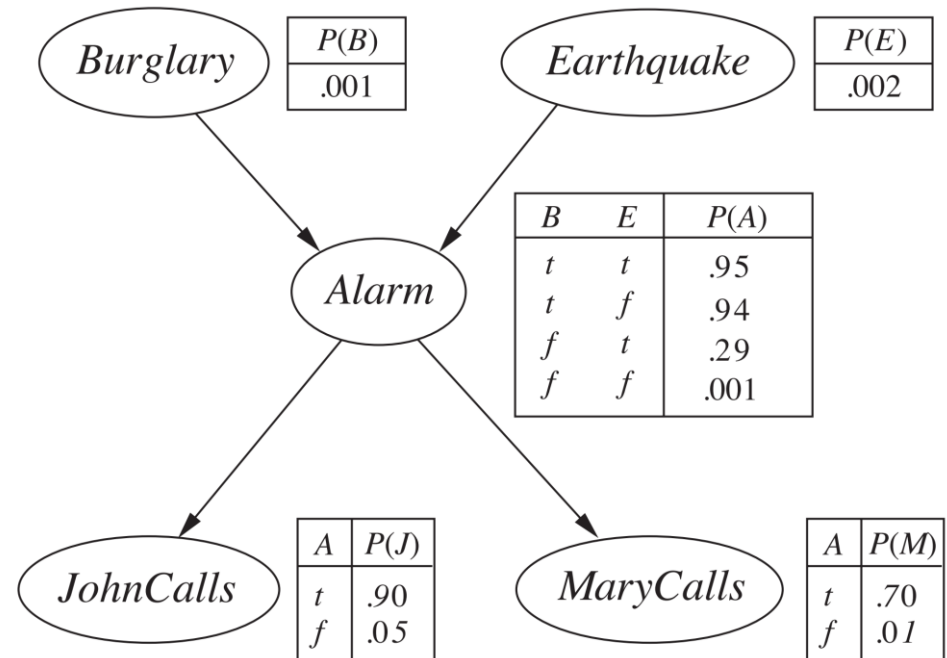 Burglary
P(B)
.001
Earthquake
P(E)
.002
Alarm
B E P(A)
t t .95
t f .94
f t .29
f f .001
JohnCalls
A P(J)
t .90
f .05
MaryCalls
A P(M)
t .70
f .01